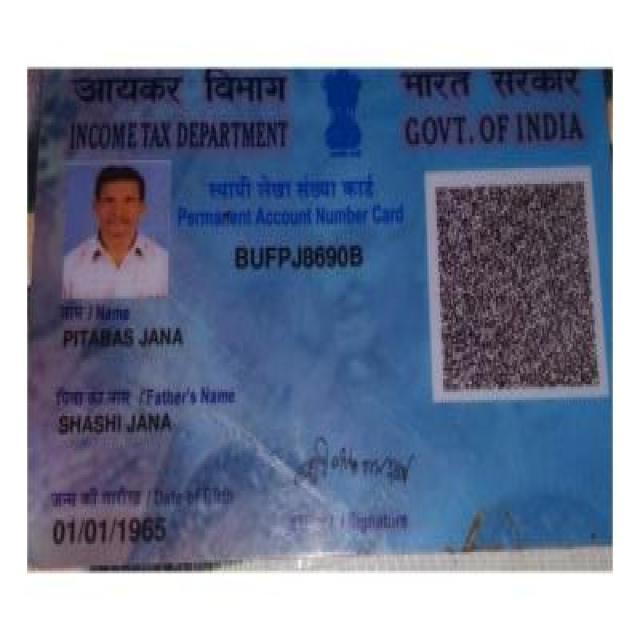 आयकर विभाग
INCOME TAX DEPARTMENT
भारत सरकार
GOVT. OF INDIA
स्थायी लेखा संख्या कार्ड
Permanent Account Number Card
BUFPJ8690B
नाम / Name
PITABAS JANA
पिता का नाम / Father's Name
SHASHI JANA
जन्म की तारीख / Date of Birth
01/01/1965
हस्ताक्षर / Signature